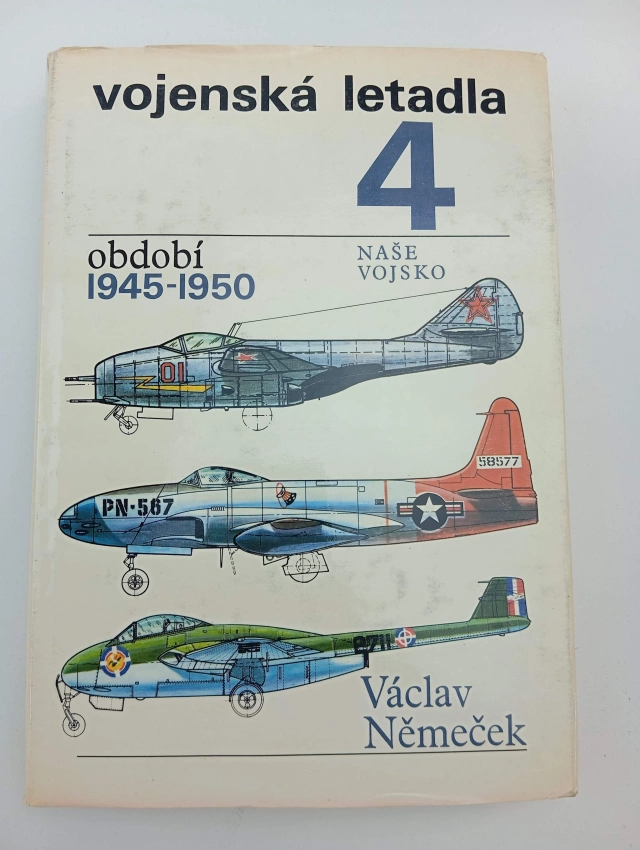 vojenská letadla
4
období
1945-1950
NAŠE
VOJSKO
01
58577
PN-567
2711
Václav
Němeček